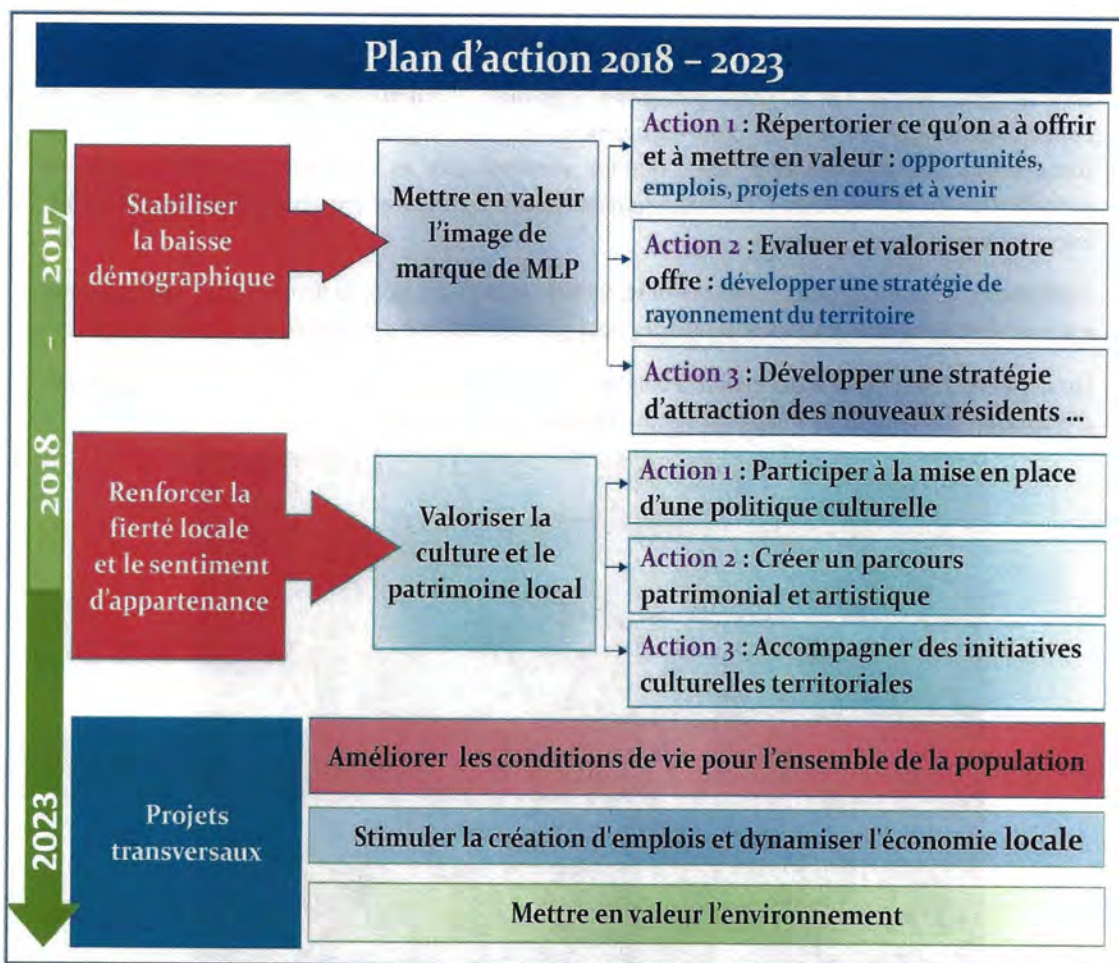 Plan d'action 2018 – 2023
2017
–
2018
2023
Stabiliser
la baisse
démographique
Mettre en valeur
l'image de
marque de MLP
Action 1 : Répertorier ce qu'on a à offrir
et à mettre en valeur : opportunités,
emplois, projets en cours et à venir
Action 2 : Evaluer et valoriser notre
offre : développer une stratégie de
rayonnement du territoire
Action 3 : Développer une stratégie
d'attraction des nouveaux résidents ...
Renforcer la
fierté locale
et le sentiment
d'appartenance
Valoriser la
culture et le
patrimoine local
Action 1 : Participer à la mise en place
d'une politique culturelle
Action 2 : Créer un parcours
patrimonial et artistique
Action 3 : Accompagner des initiatives
culturelles territoriales
Projets
transversaux
Améliorer les conditions de vie pour l'ensemble de la population
Stimuler la création d'emplois et dynamiser l'économie locale
Mettre en valeur l'environnement